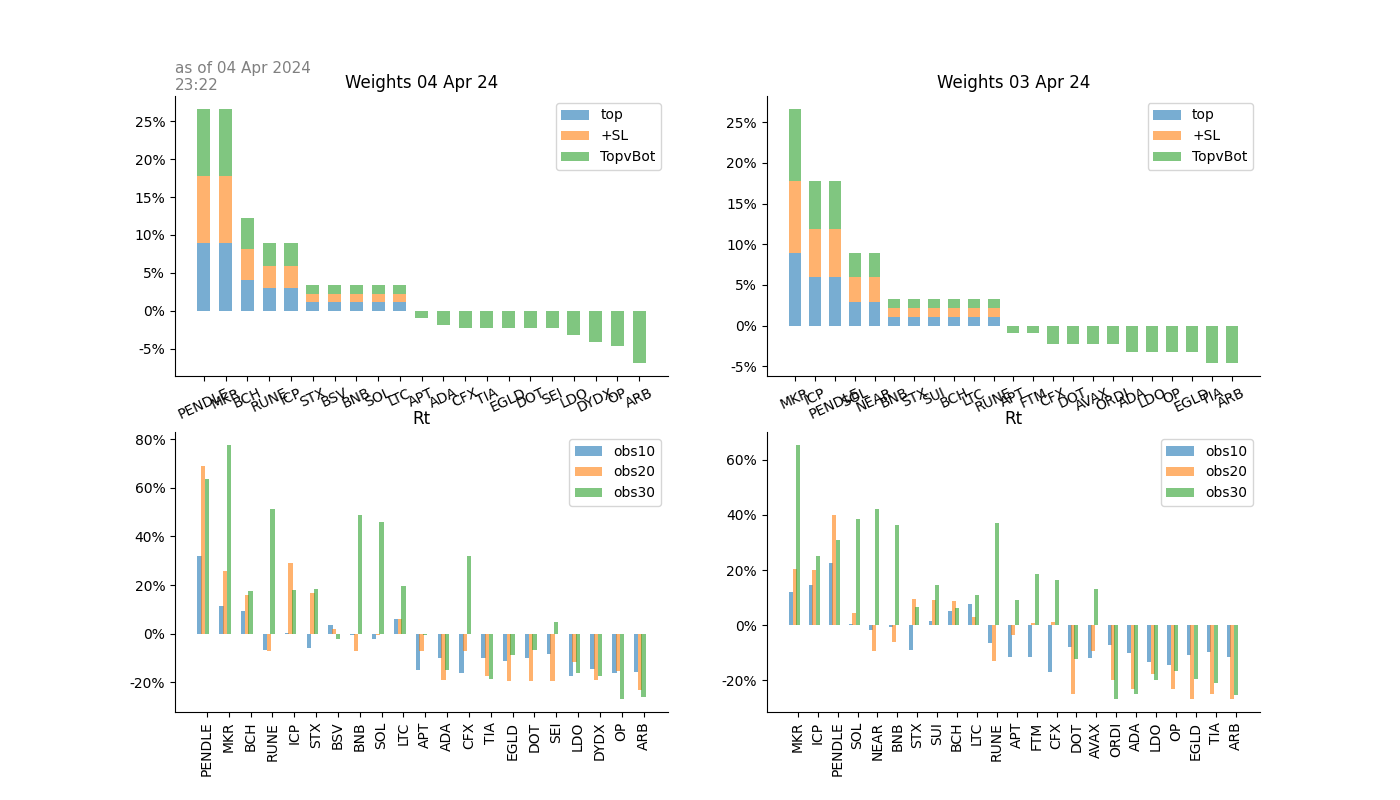 as of 04 Apr 2024
23:22
Weights 04 Apr 24
25%
20%
15%
10%
5%
0%
-5%
top
+SL
TopvBot
PENDLE MKR BCH RUNE ICP STX BSV BNB SOL LTC APT ADA CFX TIA EGLD DOT SEI LDO DYDX OP ARB
Weights 03 Apr 24
25%
20%
15%
10%
5%
0%
-5%
top
+SL
TopvBot
MKR ICP PENDLE SOL NEAR BNB STX SUI BCH LTC RUNE APT FTM CFX DOT AVAX ORDI ADA LDO OP EGLD TIA ARB
Rt
80%
60%
40%
20%
0%
-20%
obs10
obs20
obs30
PENDLE MKR BCH RUNE ICP STX BSV BNB SOL LTC APT ADA CFX TIA EGLD DOT SEI LDO DYDX OP ARB
Rt
60%
40%
20%
0%
-20%
obs10
obs20
obs30
MKR ICP PENDLE SOL NEAR BNB STX SUI BCH LTC RUNE APT FTM CFX DOT AVAX ORDI ADA LDO OP EGLD TIA ARB